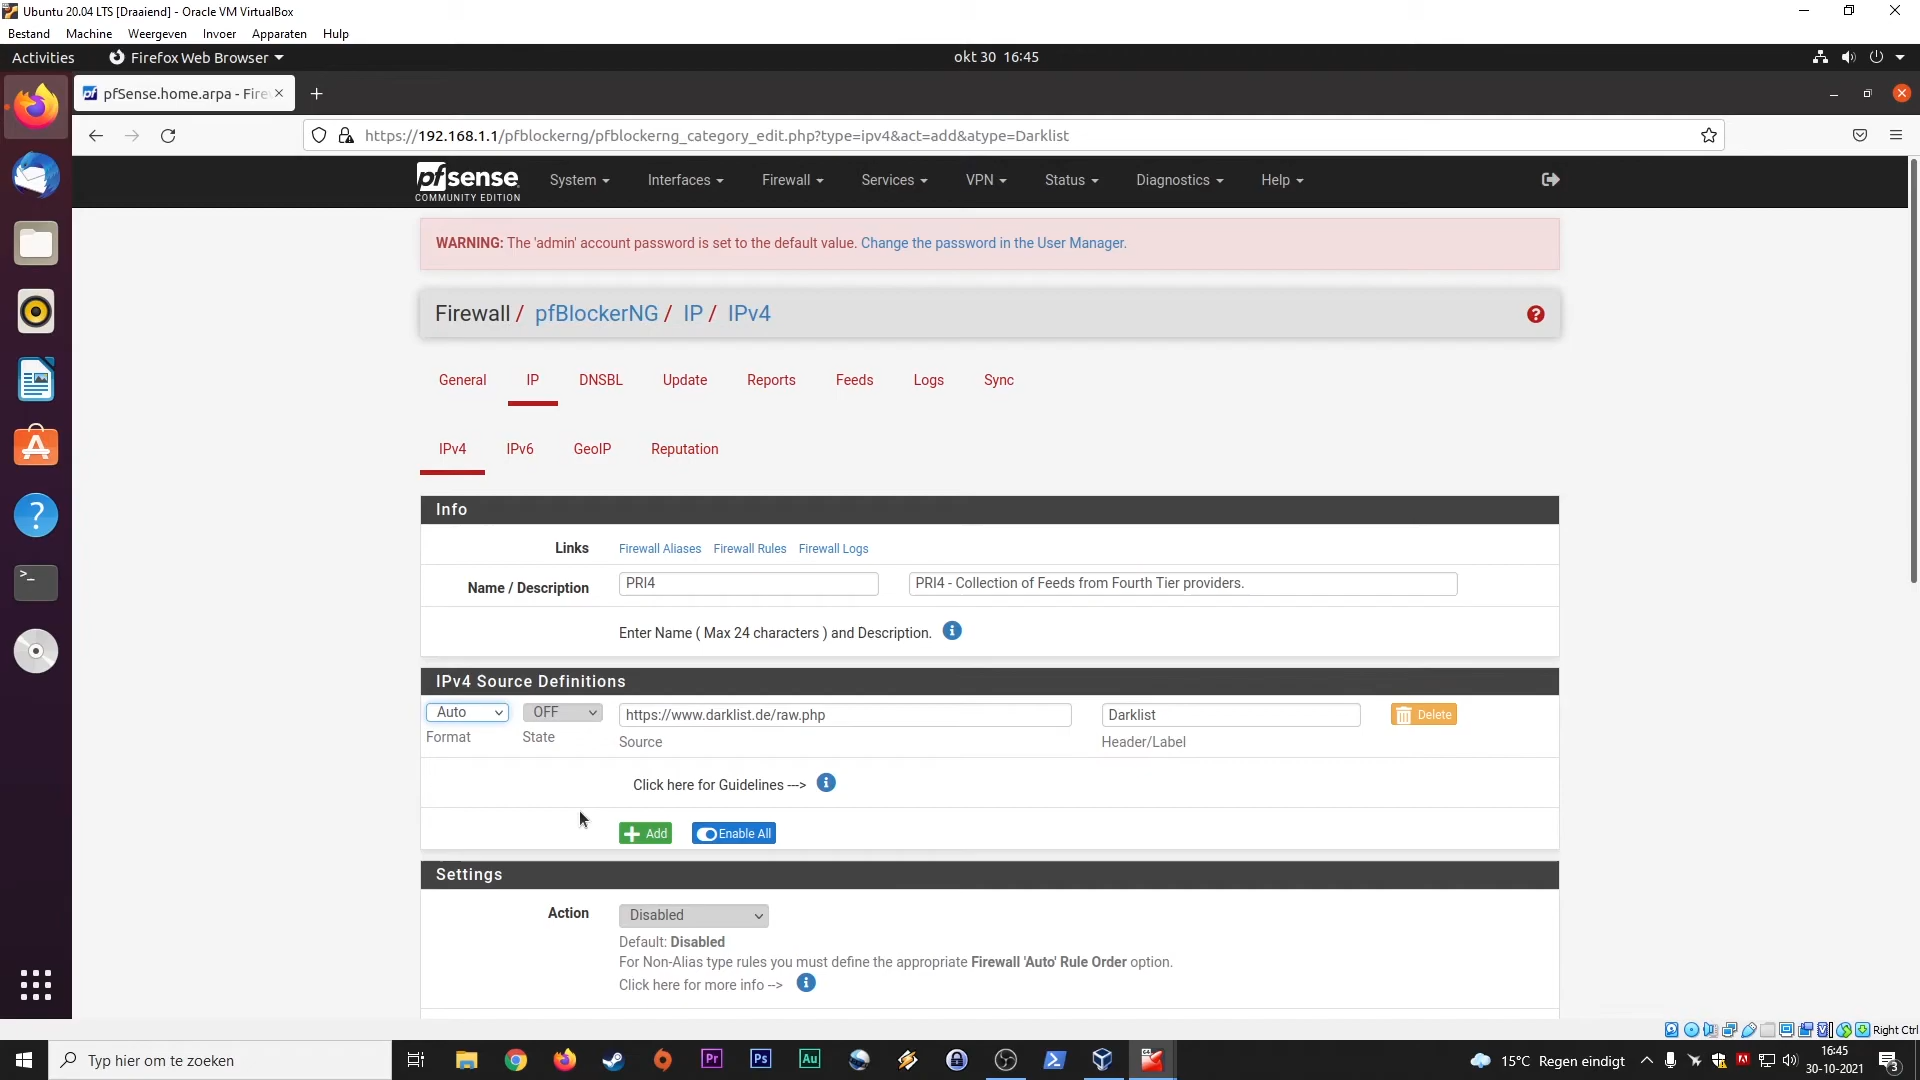 Ubuntu 20.04 LTS [Draaiend] - Oracle VM VirtualBox
Bestand Machine Weergeven Invoer Apparaten Help
Activities Firefox Web Browser okt 30 16:45
pfSense.home.arpa - Fire
https://192.168.1.1/pfblockerng/pfblockerng_category_edit.php?type=ipv4&act=add&atype=Darklist
pfsense System Interfaces Firewall Services VPN Status Diagnostics Help
COMMUNITY EDITION
WARNING: The 'admin' account password is set to the default value. Change the password in the User Manager.
Firewall / pfBlockerNG / IP / IPv4
General IP DNSBL Update Reports Feeds Logs Sync
IPv4 IPv6 GeoIP Reputation
Info
Links Firewall Aliases Firewall Rules Firewall Logs
Name / Description PRI4 PRI4 - Collection of Feeds from Fourth Tier providers.
Enter Name ( Max 24 characters ) and Description.
IPv4 Source Definitions
Auto OFF https://www.darklist.de/raw.php Darklist Delete
Format State Source Header/Label
Click here for Guidelines --->
Add Enable All
Settings
Action Disabled
Default: Disabled
For Non-Alias type rules you must define the appropriate Firewall 'Auto' Rule Order option.
Click here for more info -->
Right Ctrl
Typ hier om te zoeken
Pr Ps Au
15°C Regen eindigt
16:45
30-10-2021
3